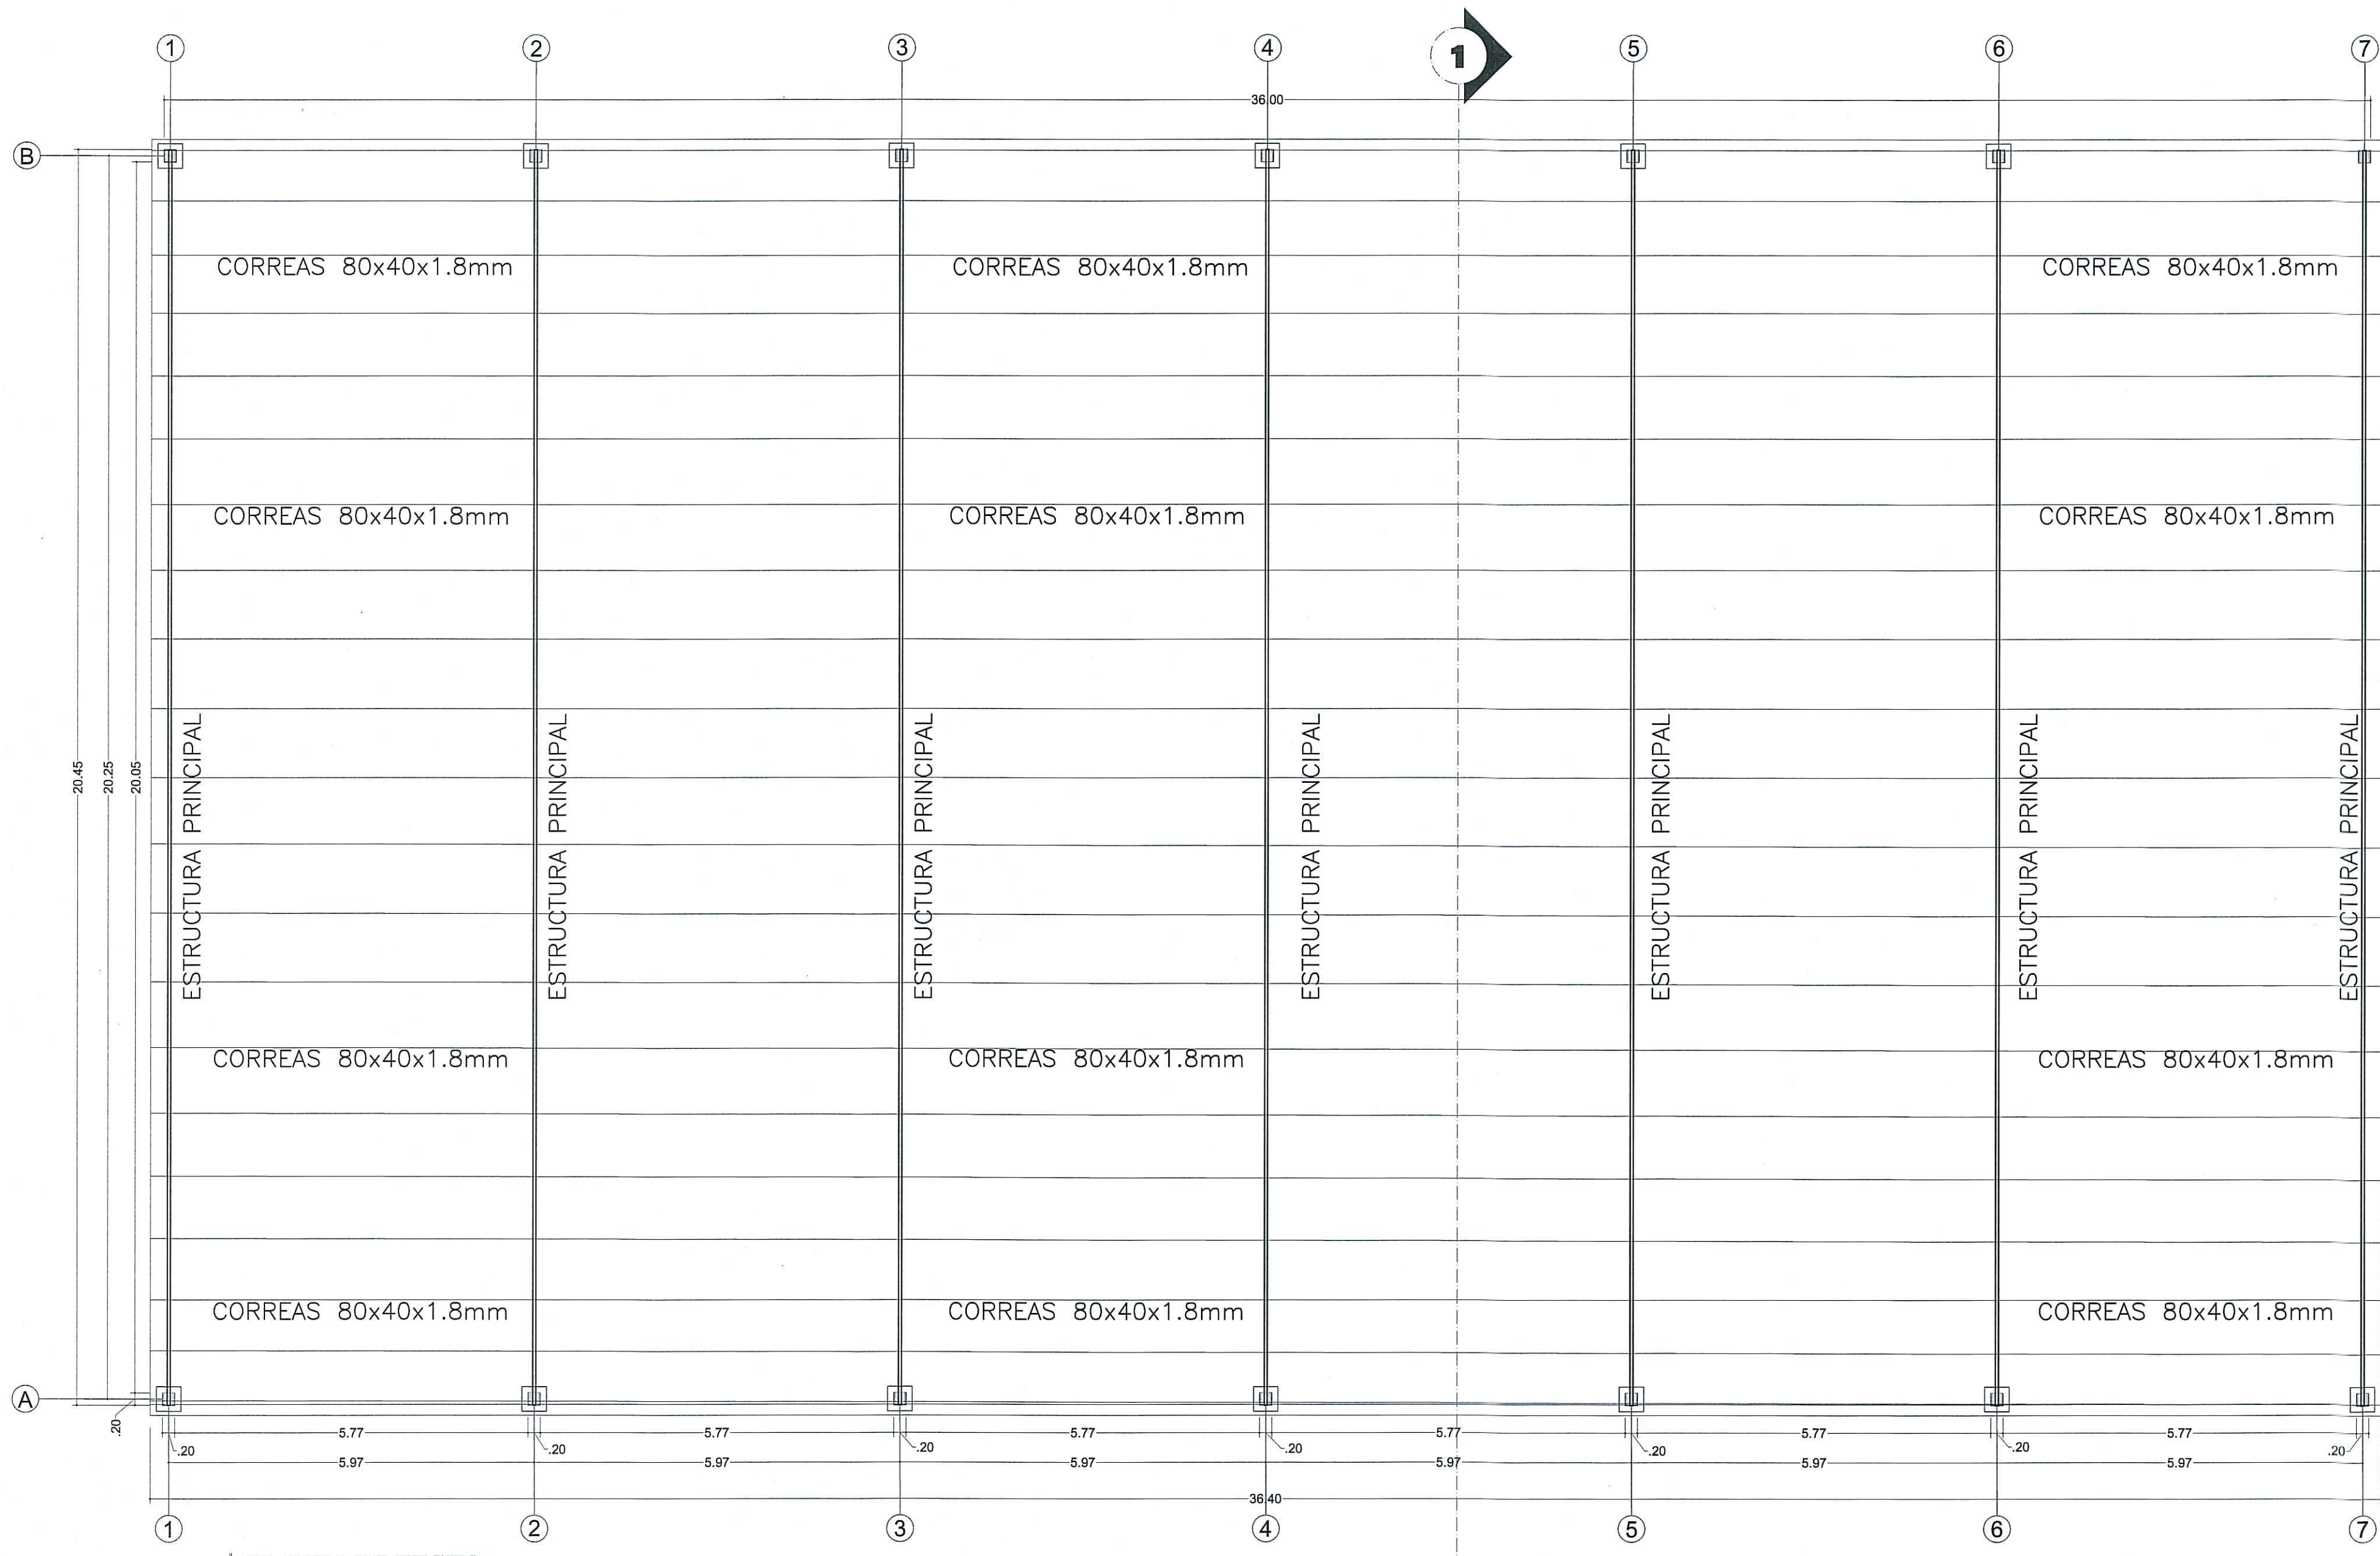 1 2 3 4 1 5 6 7
36.00
B
CORREAS 80x40x1.8mm CORREAS 80x40x1.8mm CORREAS 80x40x1.8mm
CORREAS 80x40x1.8mm CORREAS 80x40x1.8mm CORREAS 80x40x1.8mm
20.45
20.25
20.05
ESTRUCTURA PRINCIPAL
ESTRUCTURA PRINCIPAL
ESTRUCTURA PRINCIPAL
ESTRUCTURA PRINCIPAL
ESTRUCTURA PRINCIPAL
ESTRUCTURA PRINCIPAL
ESTRUCTURA PRINCIPAL
CORREAS 80x40x1.8mm CORREAS 80x40x1.8mm CORREAS 80x40x1.8mm
CORREAS 80x40x1.8mm CORREAS 80x40x1.8mm CORREAS 80x40x1.8mm
A
.20
5.77 5.77 5.77 5.77 5.77 5.77
.20 .20 .20 .20 .20 .20 .20
5.97 5.97 5.97 5.97 5.97 5.97
36.40
1 2 3 4 5 6 7